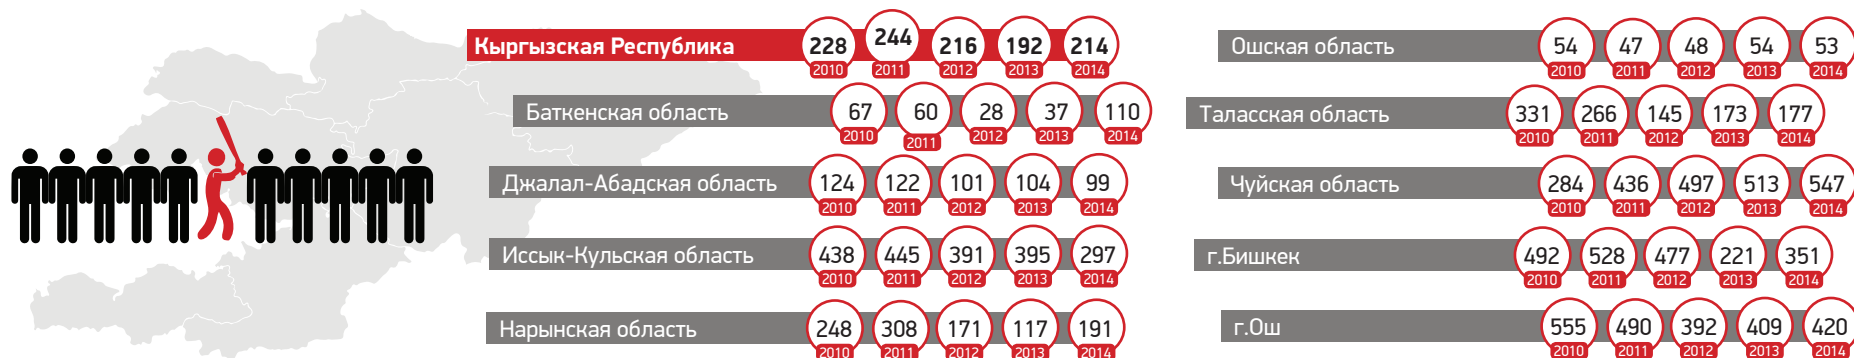 Кыргызская Республика 228 244 216 192 214
2010 2011 2012 2013 2014
Баткенская область 67 60 28 37 110
2010 2011 2012 2013 2014
Джалал-Абадская область 124 122 101 104 99
2010 2011 2012 2013 2014
Иссык-Кульская область 438 445 391 395 297
2010 2011 2012 2013 2014
Нарынская область 248 308 171 117 191
2010 2011 2012 2013 2014
Ошская область 54 47 48 54 53
2010 2011 2012 2013 2014
Таласская область 331 266 145 173 177
2010 2011 2012 2013 2014
Чуйская область 284 436 497 513 547
2010 2011 2012 2013 2014
г.Бишкек 492 528 477 221 351
2010 2011 2012 2013 2014
г.Ош 555 490 392 409 420
2010 2011 2012 2013 2014